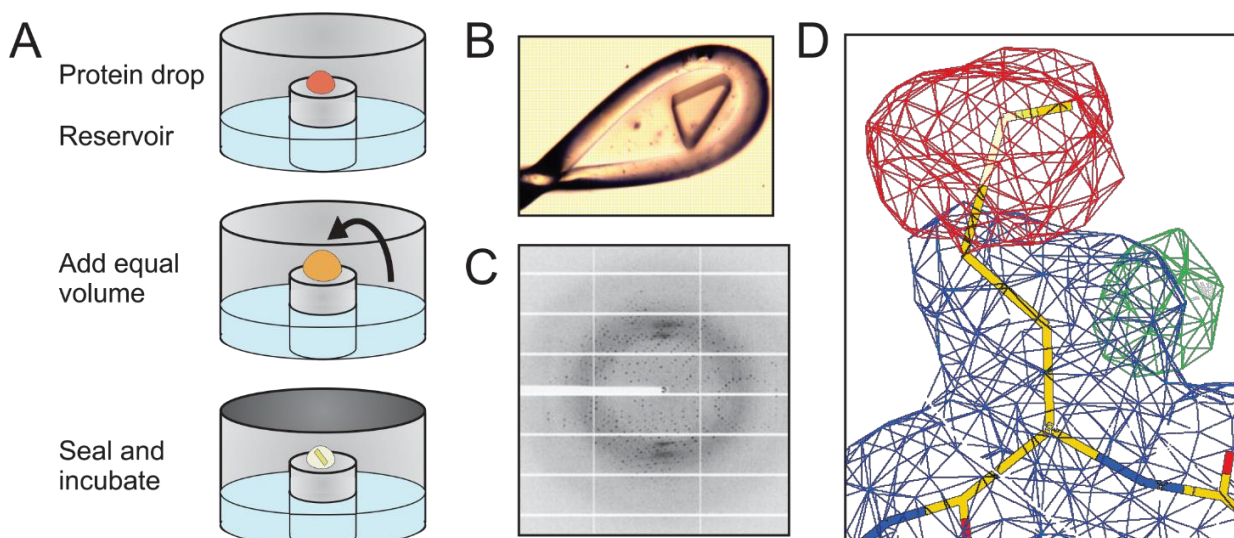 A
Protein drop
Reservoir
Add equal
volume
Seal and
incubate
B
C
D